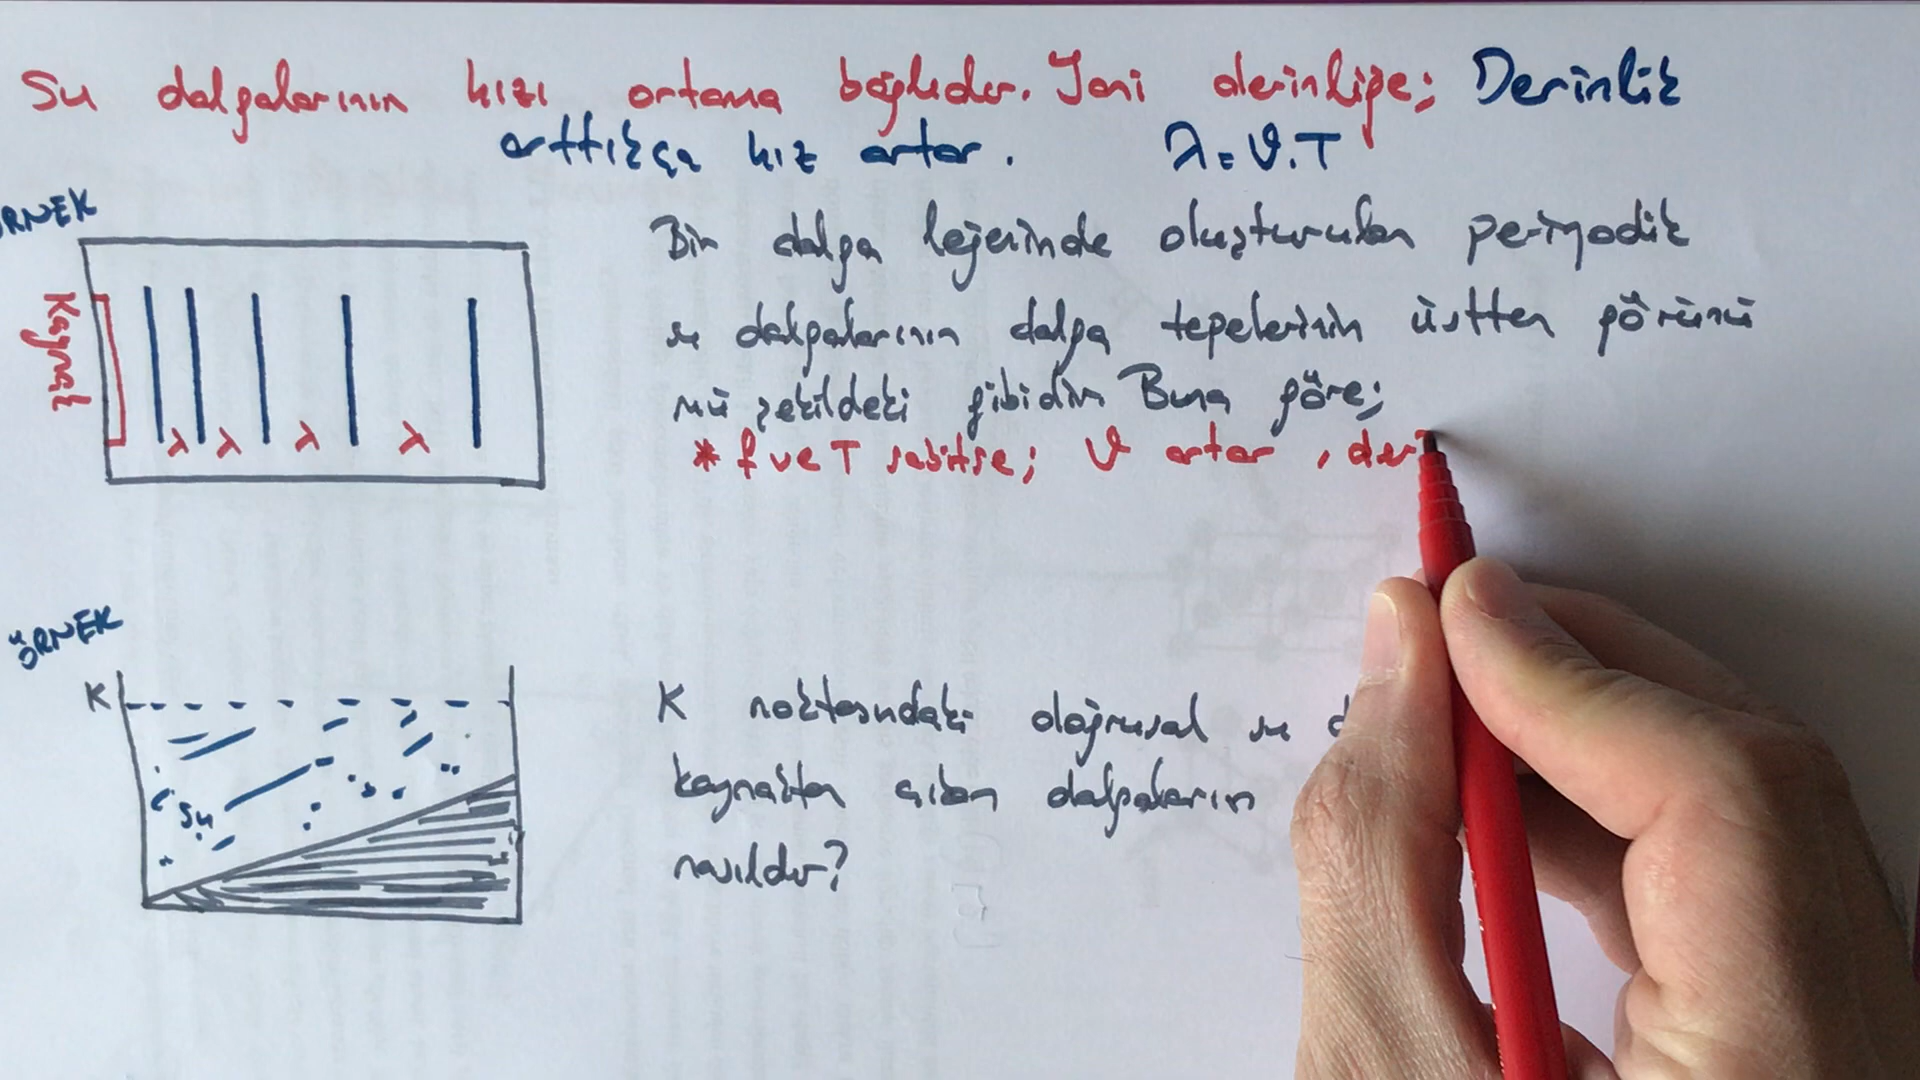 Su dalgalarının hızı ortama bağlıdır. Yani derinliğe; Derinlik
arttıkça hız artar. λ = ν.T
RNEK
Kaynak
λ λ λ λ
Bir dalga leğeninde oluşturulan periyodik
su dalgalarının dalga tepelerinin üstten görünü
mü şekildeki gibidir. Buna göre;
* f ve T sabitse; ν artar, der
ÖRNEK
K
Su
K noktasındaki doğrusal su d
kaynaktan çıkan dalgaların
nasıldır?